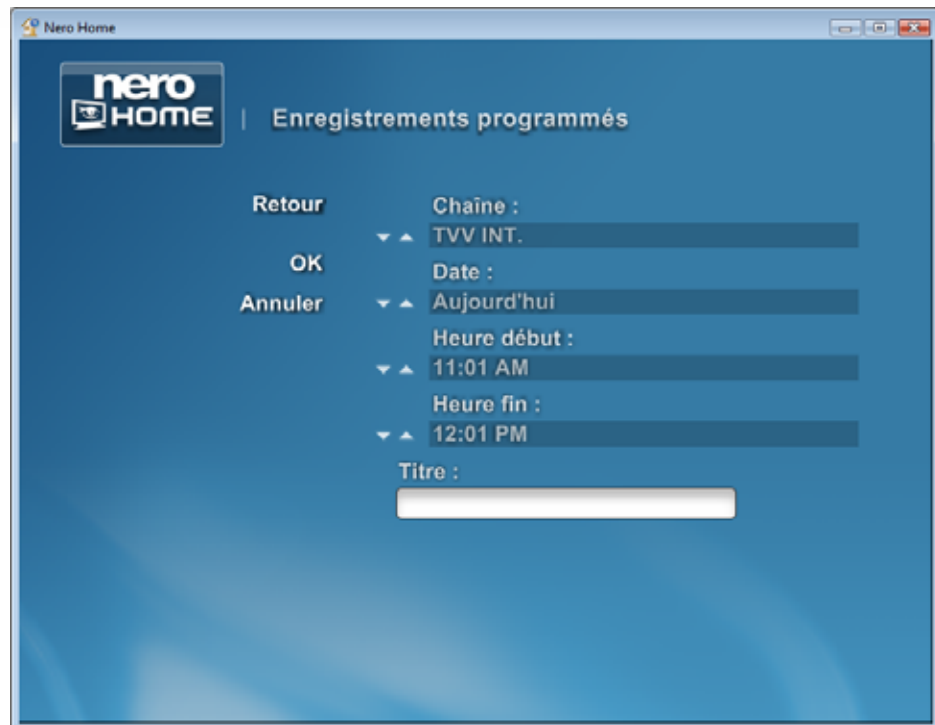 Nero Home
nero
HOME | Enregistrements programmés
Retour
Chaîne :
TVV INT.
OK
Date :
Annuler
Aujourd'hui
Heure début :
11:01 AM
Heure fin :
12:01 PM
Titre :